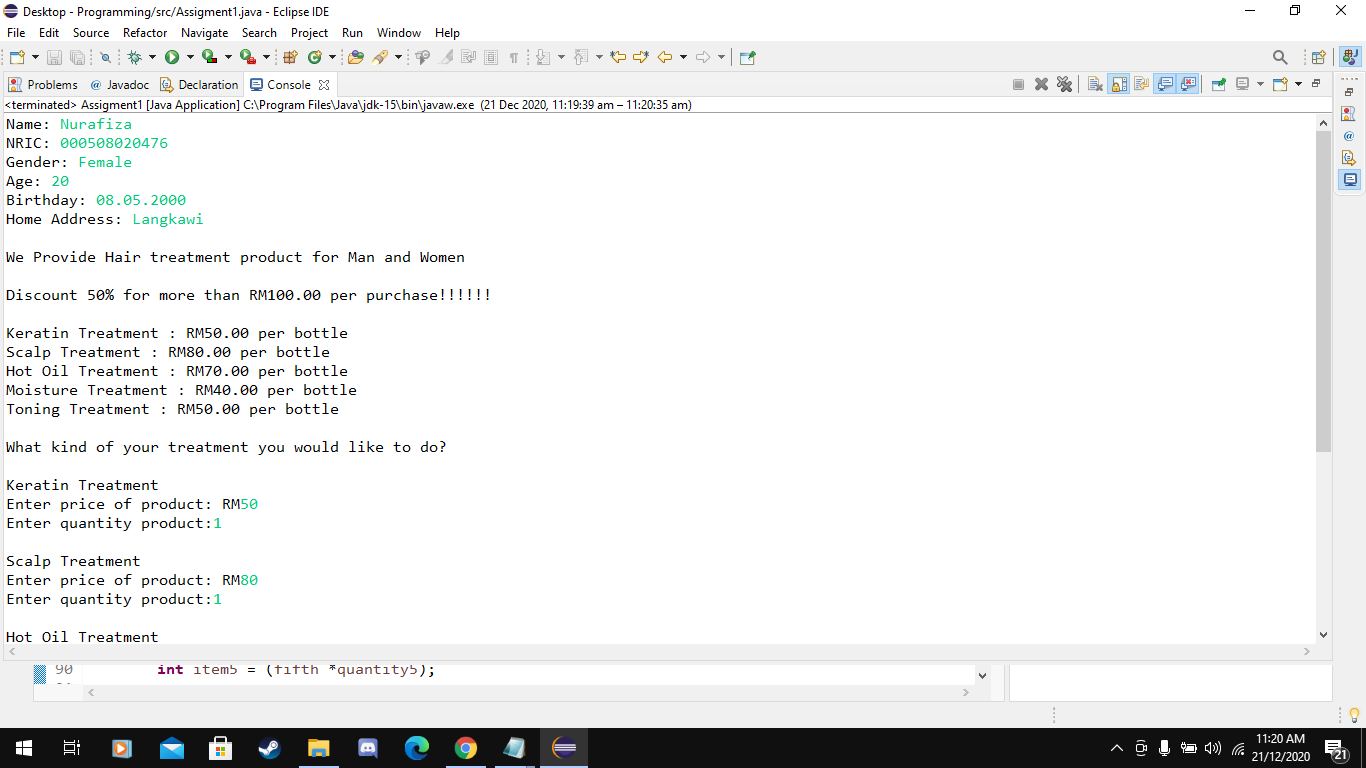 Desktop - Programming/src/Assigment1.java - Eclipse IDE
File Edit Source Refactor Navigate Search Project Run Window Help
Problems @ Javadoc Declaration Console
<terminated> Assigment1 [Java Application] C:\Program Files\Java\jdk-15\bin\javaw.exe (21 Dec 2020, 11:19:39 am – 11:20:35 am)
Name: Nurafiza
NRIC: 000508020476
Gender: Female
Age: 20
Birthday: 08.05.2000
Home Address: Langkawi
We Provide Hair treatment product for Man and Women
Discount 50% for more than RM100.00 per purchase!!!!!!
Keratin Treatment : RM50.00 per bottle
Scalp Treatment : RM80.00 per bottle
Hot Oil Treatment : RM70.00 per bottle
Moisture Treatment : RM40.00 per bottle
Toning Treatment : RM50.00 per bottle
What kind of your treatment you would like to do?
Keratin Treatment
Enter price of product: RM50
Enter quantity product:1
Scalp Treatment
Enter price of product: RM80
Enter quantity product:1
Hot Oil Treatment
90 int item5 = (fifth *quantity5);
11:20 AM
21/12/2020
21